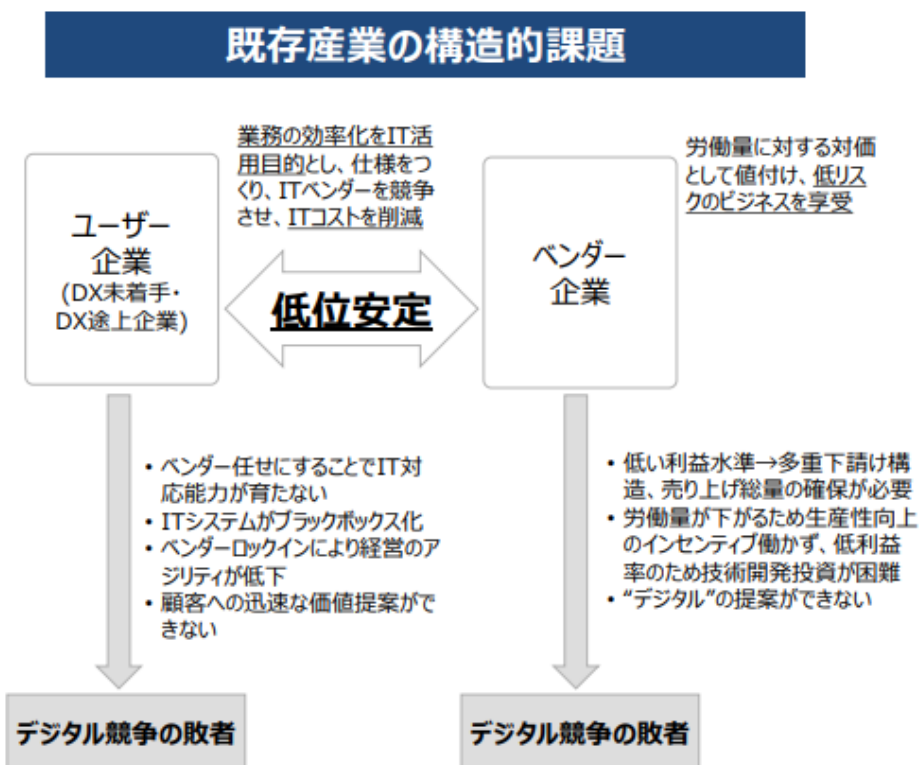 既存産業の構造的課題
業務の効率化をIT活
用目的とし、仕様をつ
くり、ITベンダーを競争
させ、ITコストを削減
労働量に対する対価
として値付け、低リス
クのビジネスを享受
ユーザー
企業
(DX未着手・
DX途上企業)
低位安定
ベンダー
企業
• ベンダー任せにすることでIT対
応能力が育たない
• ITシステムがブラックボックス化
• ベンダーロックインにより経営のア
ジリティが低下
• 顧客への迅速な価値提案がで
きない
• 低い利益水準→多重下請け構
造、売り上げ総量の確保が必要
• 労働量が下がるため生産性向上
のインセンティブ働かず、低利益
率のため技術開発投資が困難
• “デジタル”の提案ができない
デジタル競争の敗者
デジタル競争の敗者